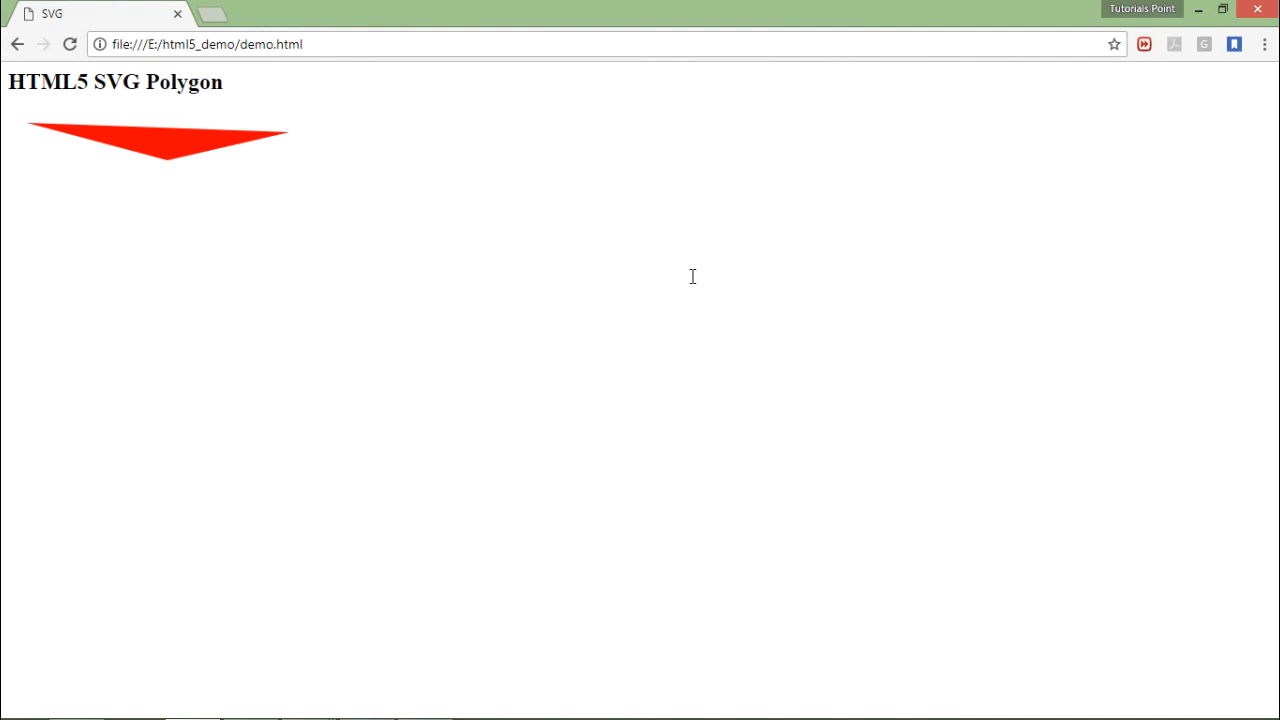 SVG
Tutorials Point
file:///E:/html5_demo/demo.html
G
HTML5 SVG Polygon